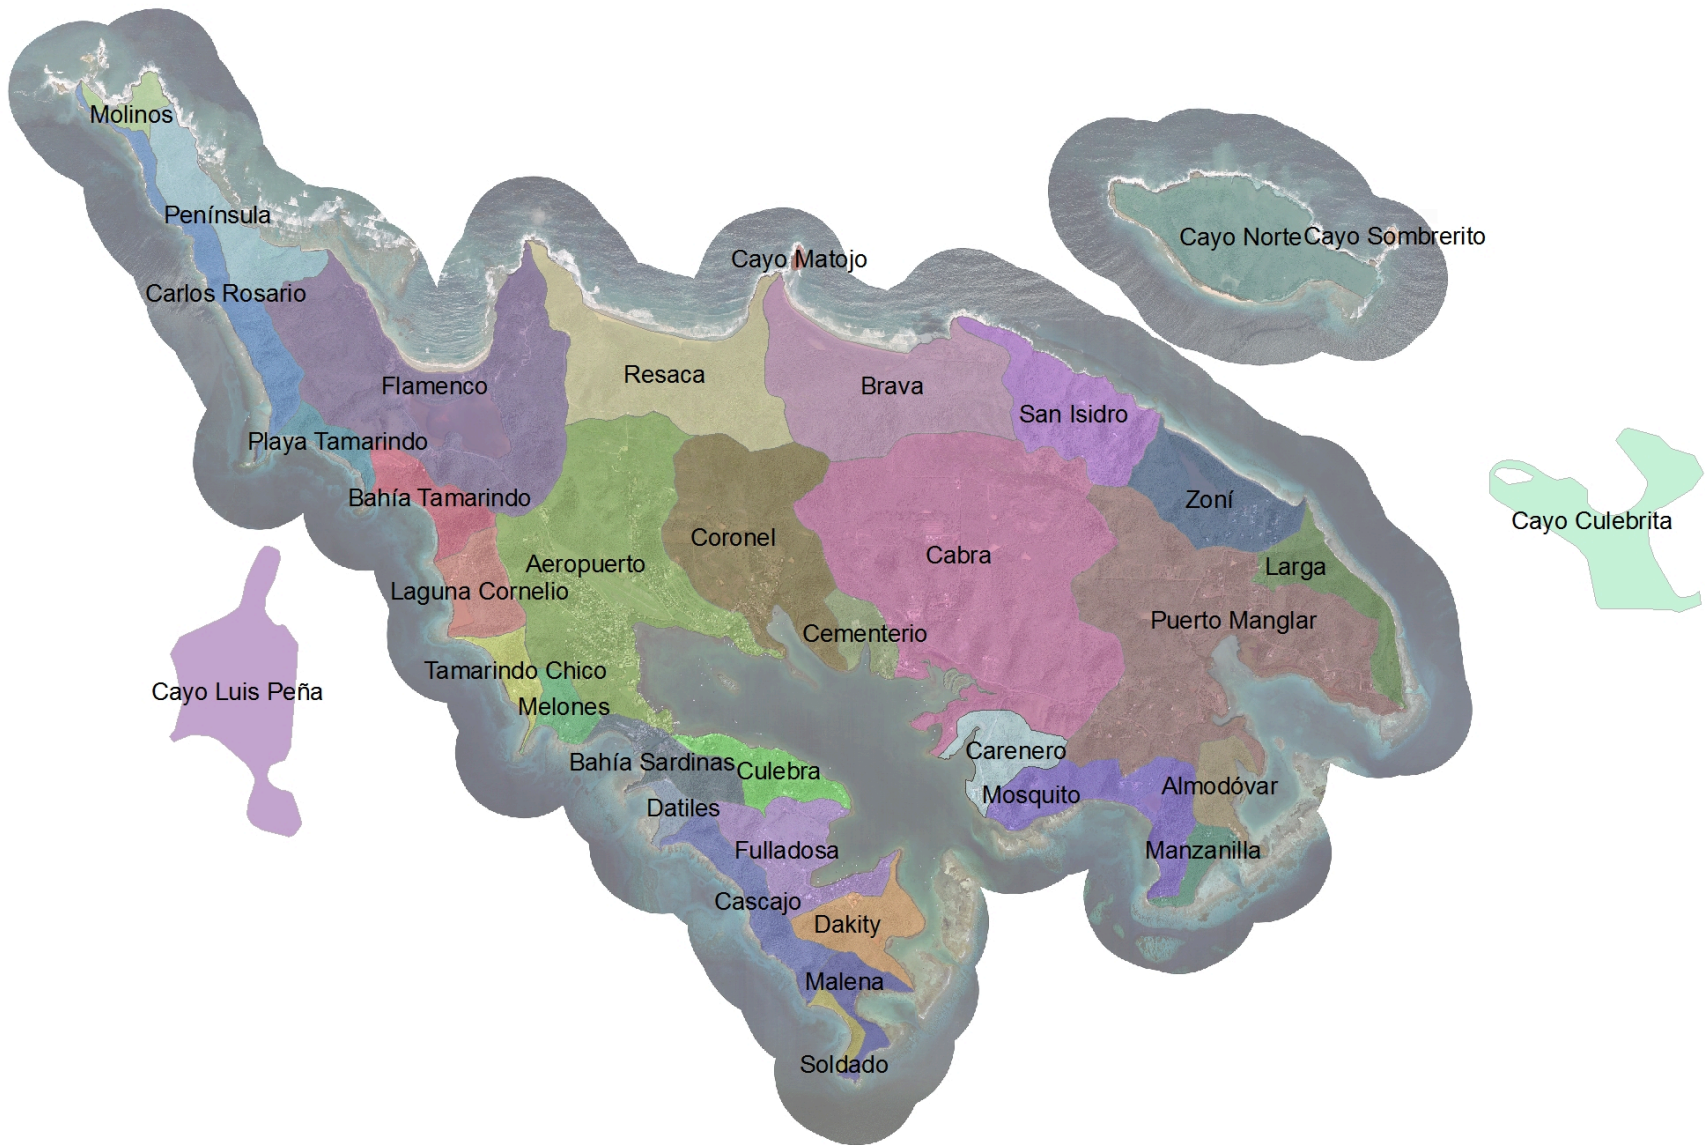 Molinos
Península
Cayo Norte
Cayo Sombrerito
Cayo Matojo
Carlos Rosario
Resaca
Flamenco
Brava
San Isidro
Playa Tamarindo
Bahía Tamarindo
Zoní
Cayo Culebrita
Coronel
Cabra
Aeropuerto
Larga
Laguna Cornelio
Puerto Manglar
Cementerio
Tamarindo Chico
Cayo Luis Peña
Melones
Carenero
Bahía Sardinas
Culebra
Almodóvar
Mosquito
Datiles
Fulladosa
Manzanilla
Cascajo
Dakity
Malena
Soldado